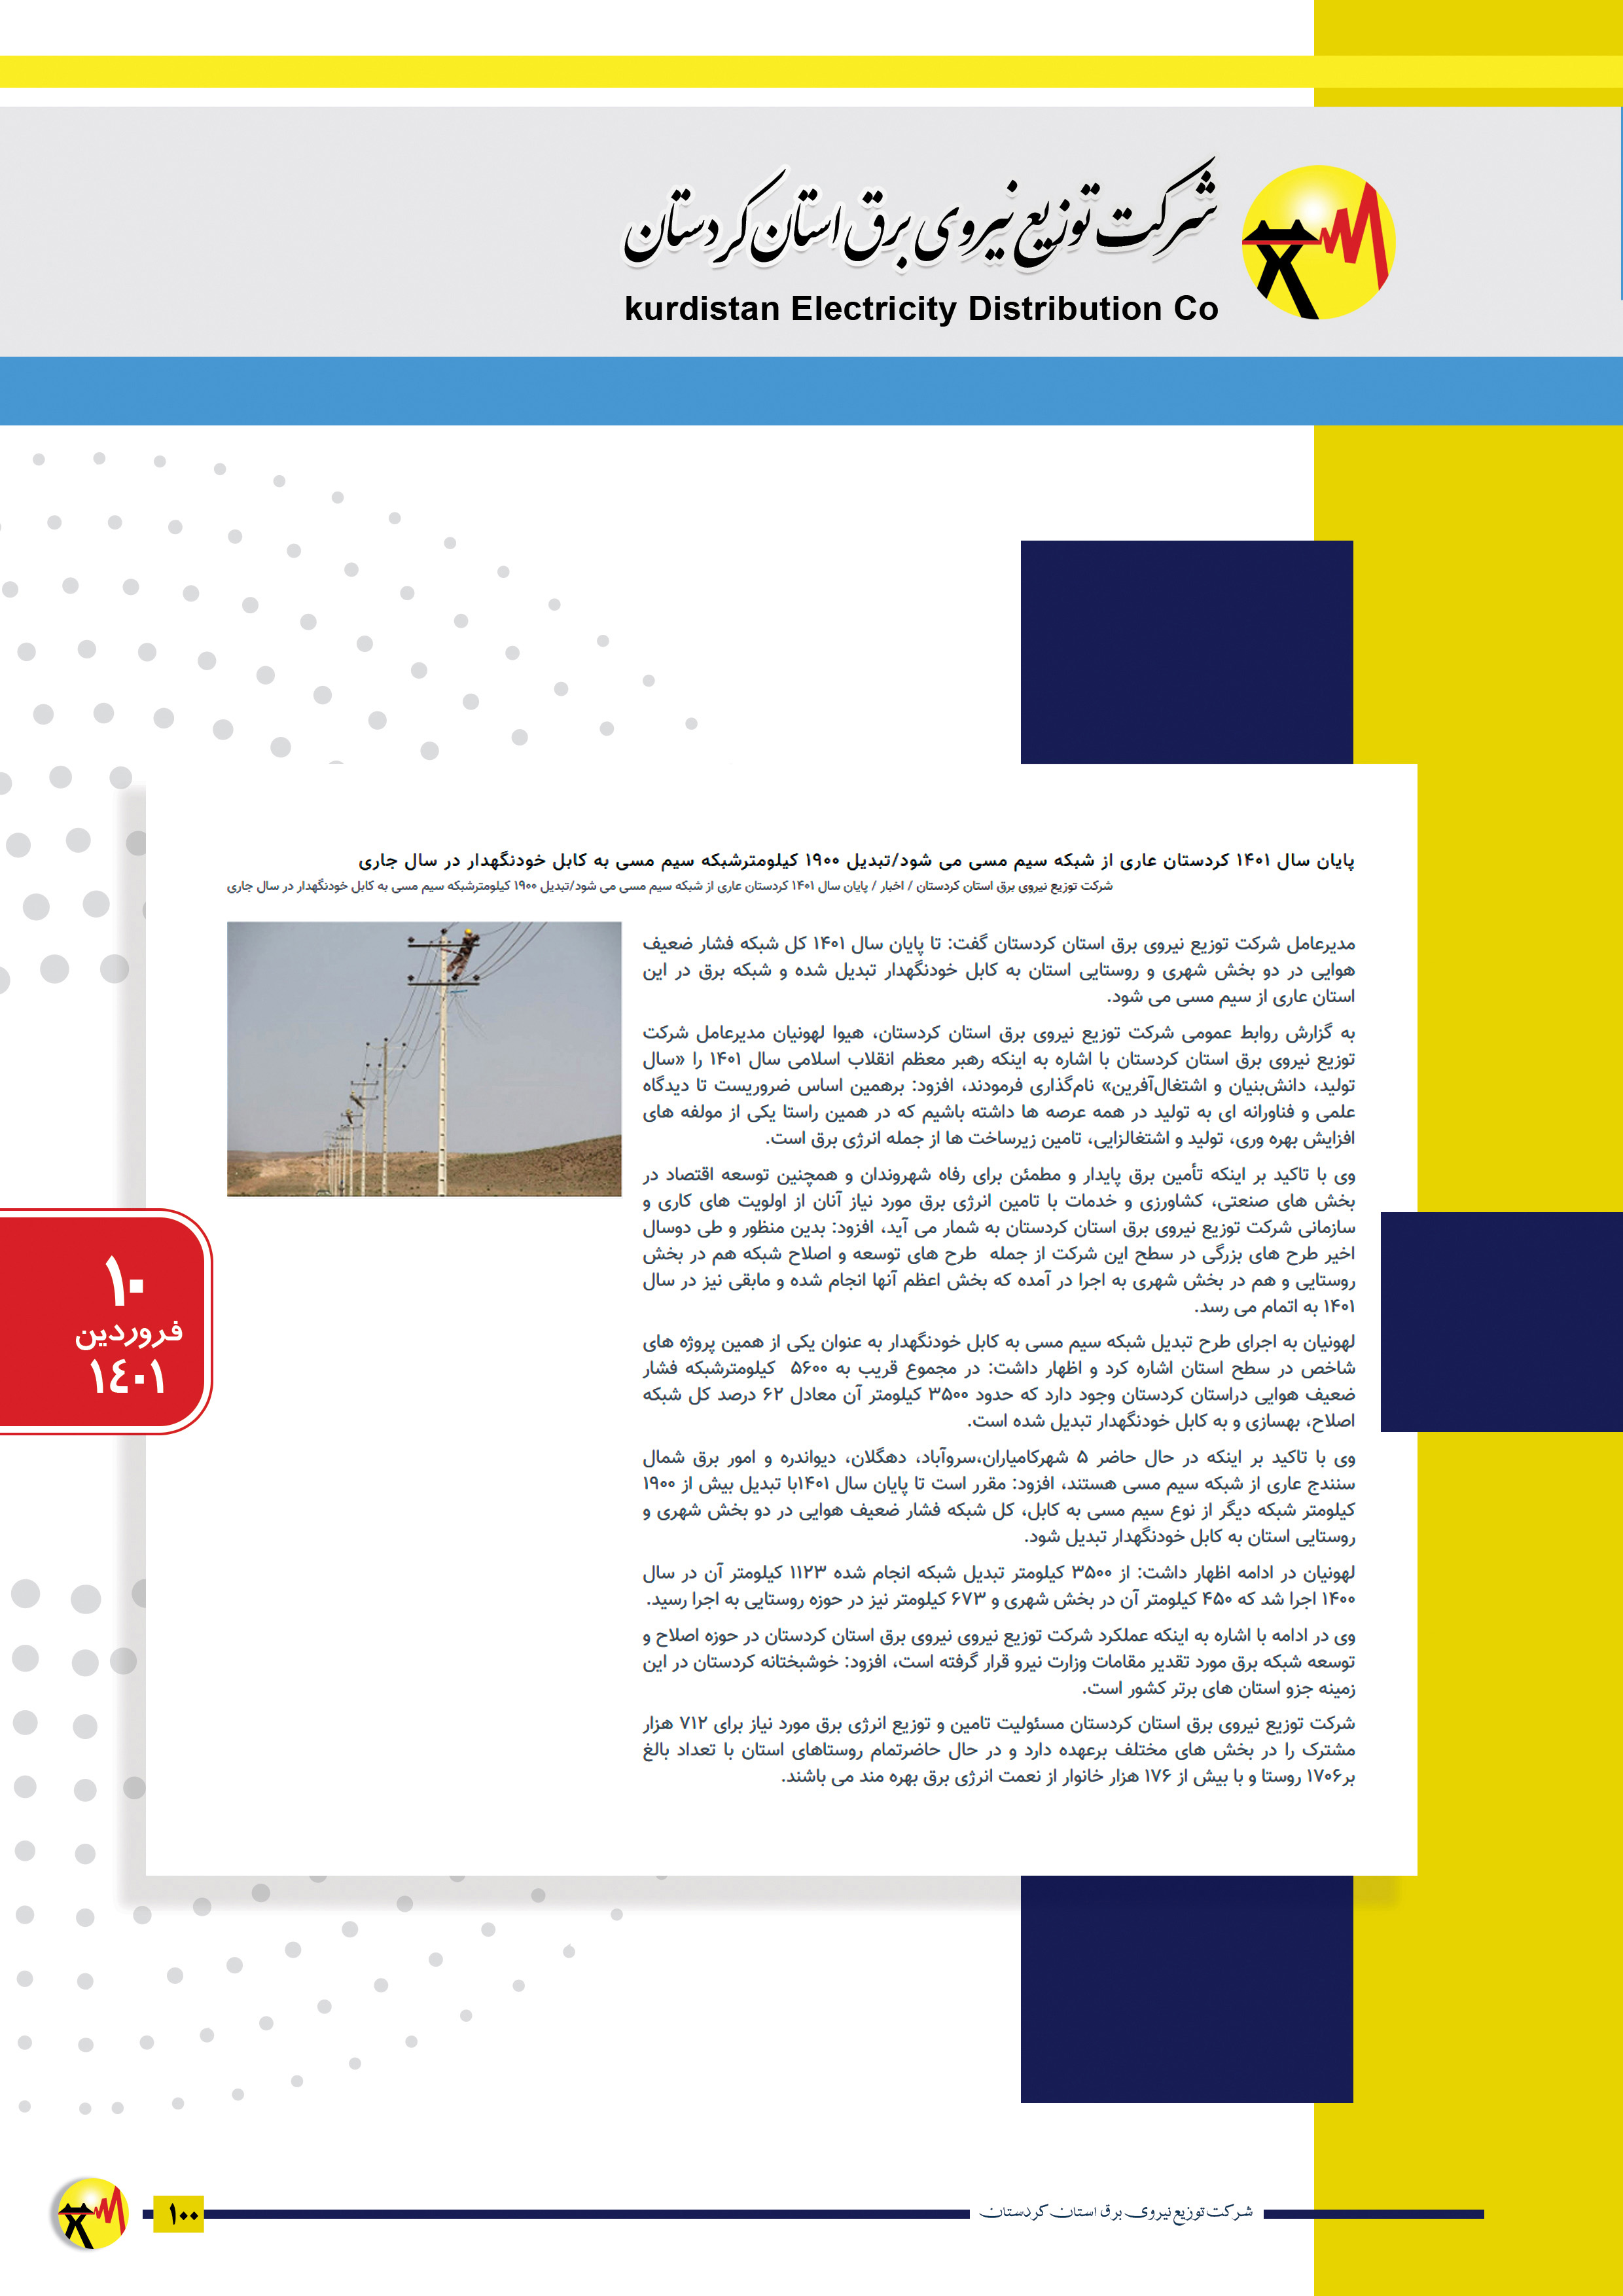 شرکت توزیع نیروی برق استان کردستان
kurdistan Electricity Distribution Co
پایان سال ۱۴۰۱ کردستان عاری از شبکه سیم مسی می شود/تبدیل ۱۹۰۰ کیلومترشبکه سیم مسی به کابل خودنگهدار در سال جاری
شرکت توزیع نیروی برق استان کردستان / اخبار / پایان سال ۱۴۰۱ کردستان عاری از شبکه سیم مسی می شود/تبدیل ۱۹۰۰ کیلومترشبکه سیم مسی به کابل خودنگهدار در سال جاری
مدیرعامل شرکت توزیع نیروی برق استان کردستان گفت: تا پایان سال ۱۴۰۱ کل شبکه فشار ضعیف
هوایی در دو بخش شهری و روستایی استان به کابل خودنگهدار تبدیل شده و شبکه برق در این
استان عاری از سیم مسی می شود.
به گزارش روابط عمومی شرکت توزیع نیروی برق استان کردستان، هیوا لهونیان مدیرعامل شرکت
توزیع نیروی برق استان کردستان با اشاره به اینکه رهبر معظم انقلاب اسلامی سال ۱۴۰۱ را «سال
تولید، دانش‌بنیان و اشتغال‌آفرین» نام‌گذاری فرمودند، افزود: برهمین اساس ضروریست تا دیدگاه
علمی و فناورانه ای به تولید در همه عرصه ها داشته باشیم که در همین راستا یکی از مولفه های
افزایش بهره وری، تولید و اشتغالزایی، تامین زیرساخت ها از جمله انرژی برق است.
وی با تاکید بر اینکه تأمین برق پایدار و مطمئن برای رفاه شهروندان و همچنین توسعه اقتصاد در
بخش های صنعتی، کشاورزی و خدمات با تامین انرژی برق مورد نیاز آنان از اولویت های کاری و
سازمانی شرکت توزیع نیروی برق استان کردستان به شمار می آید، افزود: بدین منظور و طی دوسال
اخیر طرح های بزرگی در سطح این شرکت از جمله  طرح های توسعه و اصلاح شبکه هم در بخش
روستایی و هم در بخش شهری به اجرا در آمده که بخش اعظم آنها انجام شده و مابقی نیز در سال
۱۴۰۱ به اتمام می رسد.
لهونیان به اجرای طرح تبدیل شبکه سیم مسی به کابل خودنگهدار به عنوان یکی از همین پروژه های
شاخص در سطح استان اشاره کرد و اظهار داشت: در مجموع قریب به ۵۶۰۰  کیلومترشبکه فشار
ضعیف هوایی دراستان کردستان وجود دارد که حدود ۳۵۰۰ کیلومتر آن معادل ۶۲ درصد کل شبکه
اصلاح، بهسازی و به کابل خودنگهدار تبدیل شده است.
وی با تاکید بر اینکه در حال حاضر ۵ شهرکامیاران،سروآباد، دهگلان، دیواندره و امور برق شمال
سنندج عاری از شبکه سیم مسی هستند، افزود: مقرر است تا پایان سال ۱۴۰۱با تبدیل بیش از ۱۹۰۰
کیلومتر شبکه دیگر از نوع سیم مسی به کابل، کل شبکه فشار ضعیف هوایی در دو بخش شهری و
روستایی استان به کابل خودنگهدار تبدیل شود.
لهونیان در ادامه اظهار داشت: از ۳۵۰۰ کیلومتر تبدیل شبکه انجام شده ۱۱۲۳ کیلومتر آن در سال
۱۴۰۰ اجرا شد که ۴۵۰ کیلومتر آن در بخش شهری و ۶۷۳ کیلومتر نیز در حوزه روستایی به اجرا رسید.
وی در ادامه با اشاره به اینکه عملکرد شرکت توزیع نیروی نیروی برق استان کردستان در حوزه اصلاح و
توسعه شبکه برق مورد تقدیر مقامات وزارت نیرو قرار گرفته است، افزود: خوشبختانه کردستان در این
زمینه جزو استان های برتر کشور است.
شرکت توزیع نیروی برق استان کردستان مسئولیت تامین و توزیع انرژی برق مورد نیاز برای ۷۱۲ هزار
مشترک را در بخش های مختلف برعهده دارد و در حال حاضرتمام روستاهای استان با تعداد بالغ
بر۱۷۰۶ روستا و با بیش از ۱۷۶ هزار خانوار از نعمت انرژی برق بهره مند می باشند.
۱۰
فروردین
۱٤۰۱
شرکت توزیع نیروی برق استان کردستان
۱۰۰